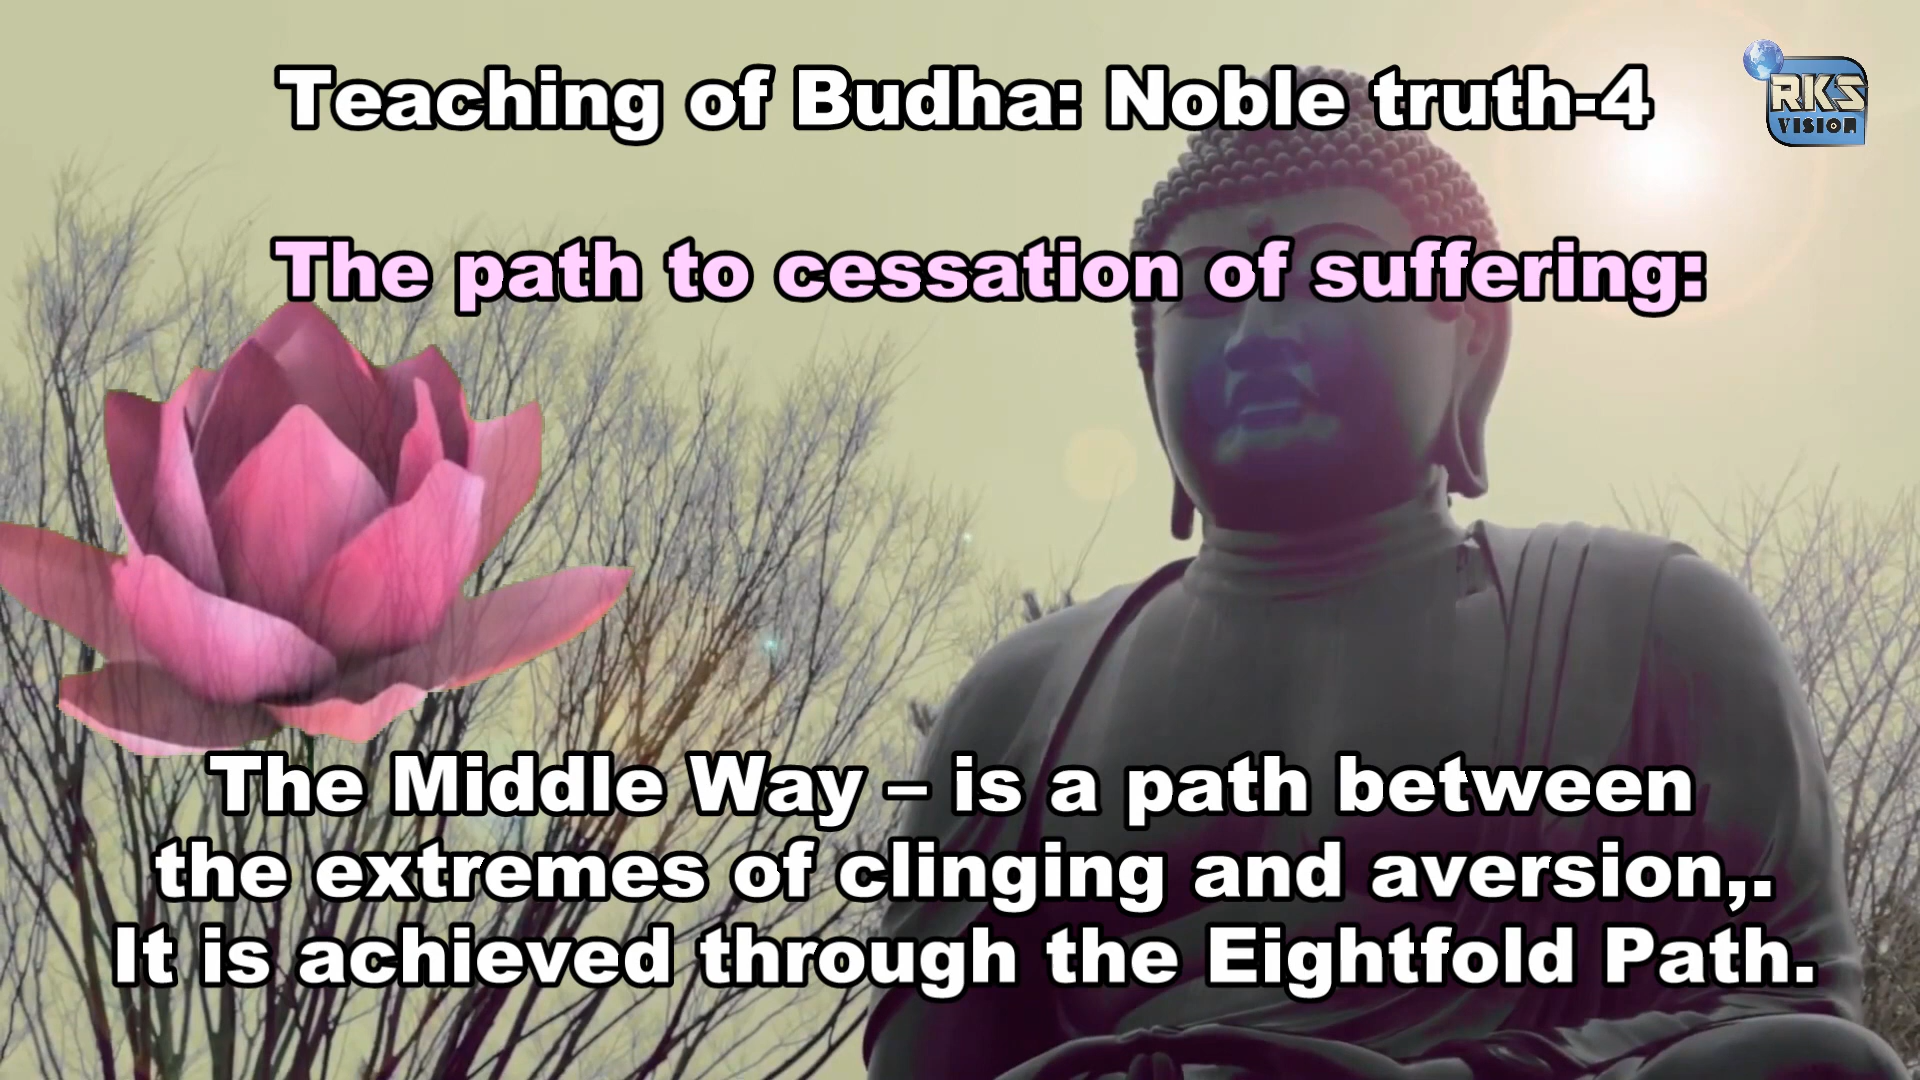 Teaching of Budha: Noble truth-4
RKS
VISION
The path to cessation of suffering:
The Middle Way – is a path between
the extremes of clinging and aversion,.
It is achieved through the Eightfold Path.